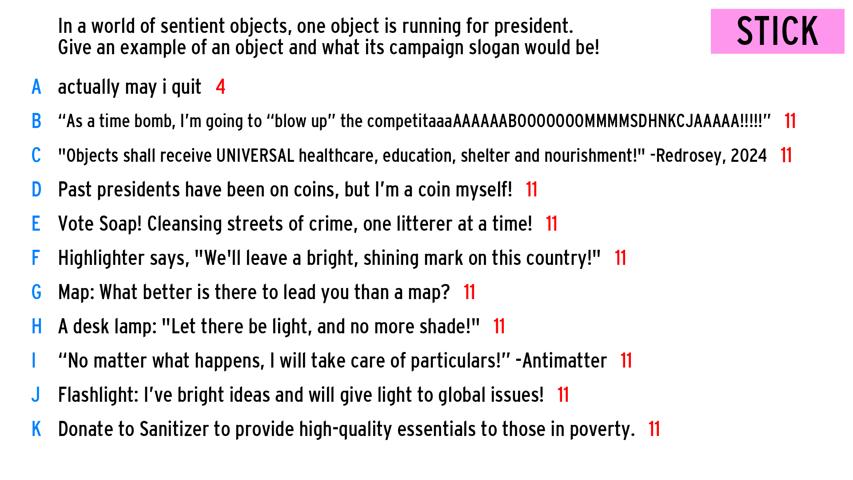 In a world of sentient objects, one object is running for president.
Give an example of an object and what its campaign slogan would be!
STICK
A actually may i quit 4
B “As a time bomb, I’m going to “blow up” the competitaaaAAAAAABOOOOOOOMMMMSDHNKCJAAAAA!!!!!” 11
C "Objects shall receive UNIVERSAL healthcare, education, shelter and nourishment!" -Redrosey, 2024 11
D Past presidents have been on coins, but I’m a coin myself! 11
E Vote Soap! Cleansing streets of crime, one litterer at a time! 11
F Highlighter says, "We'll leave a bright, shining mark on this country!" 11
G Map: What better is there to lead you than a map? 11
H A desk lamp: "Let there be light, and no more shade!" 11
I “No matter what happens, I will take care of particulars!” -Antimatter 11
J Flashlight: I’ve bright ideas and will give light to global issues! 11
K Donate to Sanitizer to provide high-quality essentials to those in poverty. 11